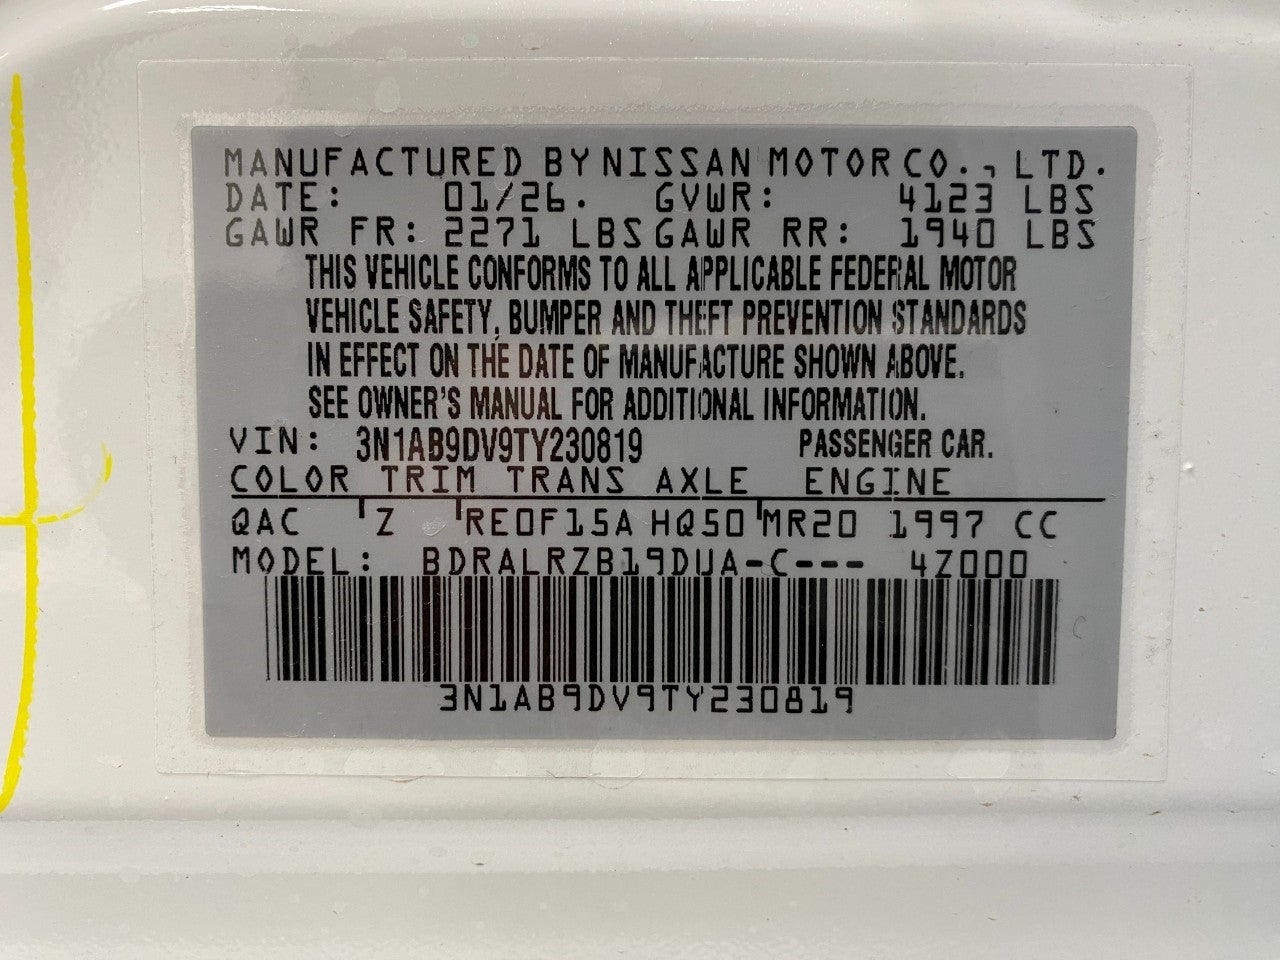 MANUFACTURED BY NISSAN MOTOR CO., LTD.
DATE: 01/26. GVWR: 4123 LBS
GAWR FR: 2271 LBS GAWR RR: 1940 LBS
THIS VEHICLE CONFORMS TO ALL APPLICABLE FEDERAL MOTOR
VEHICLE SAFETY, BUMPER AND THEFT PREVENTION STANDARDS
IN EFFECT ON THE DATE OF MANUFACTURE SHOWN ABOVE.
SEE OWNER'S MANUAL FOR ADDITIONAL INFORMATION.
VIN: 3N1AB9DV9TY230819 PASSENGER CAR.
COLOR TRIM TRANS AXLE ENGINE
QAC Z RE0F15A HQ50 MR20 1997 CC
MODEL: BDRALRZB19DUA-C--- 4Z000
3N1AB9DV9TY230819